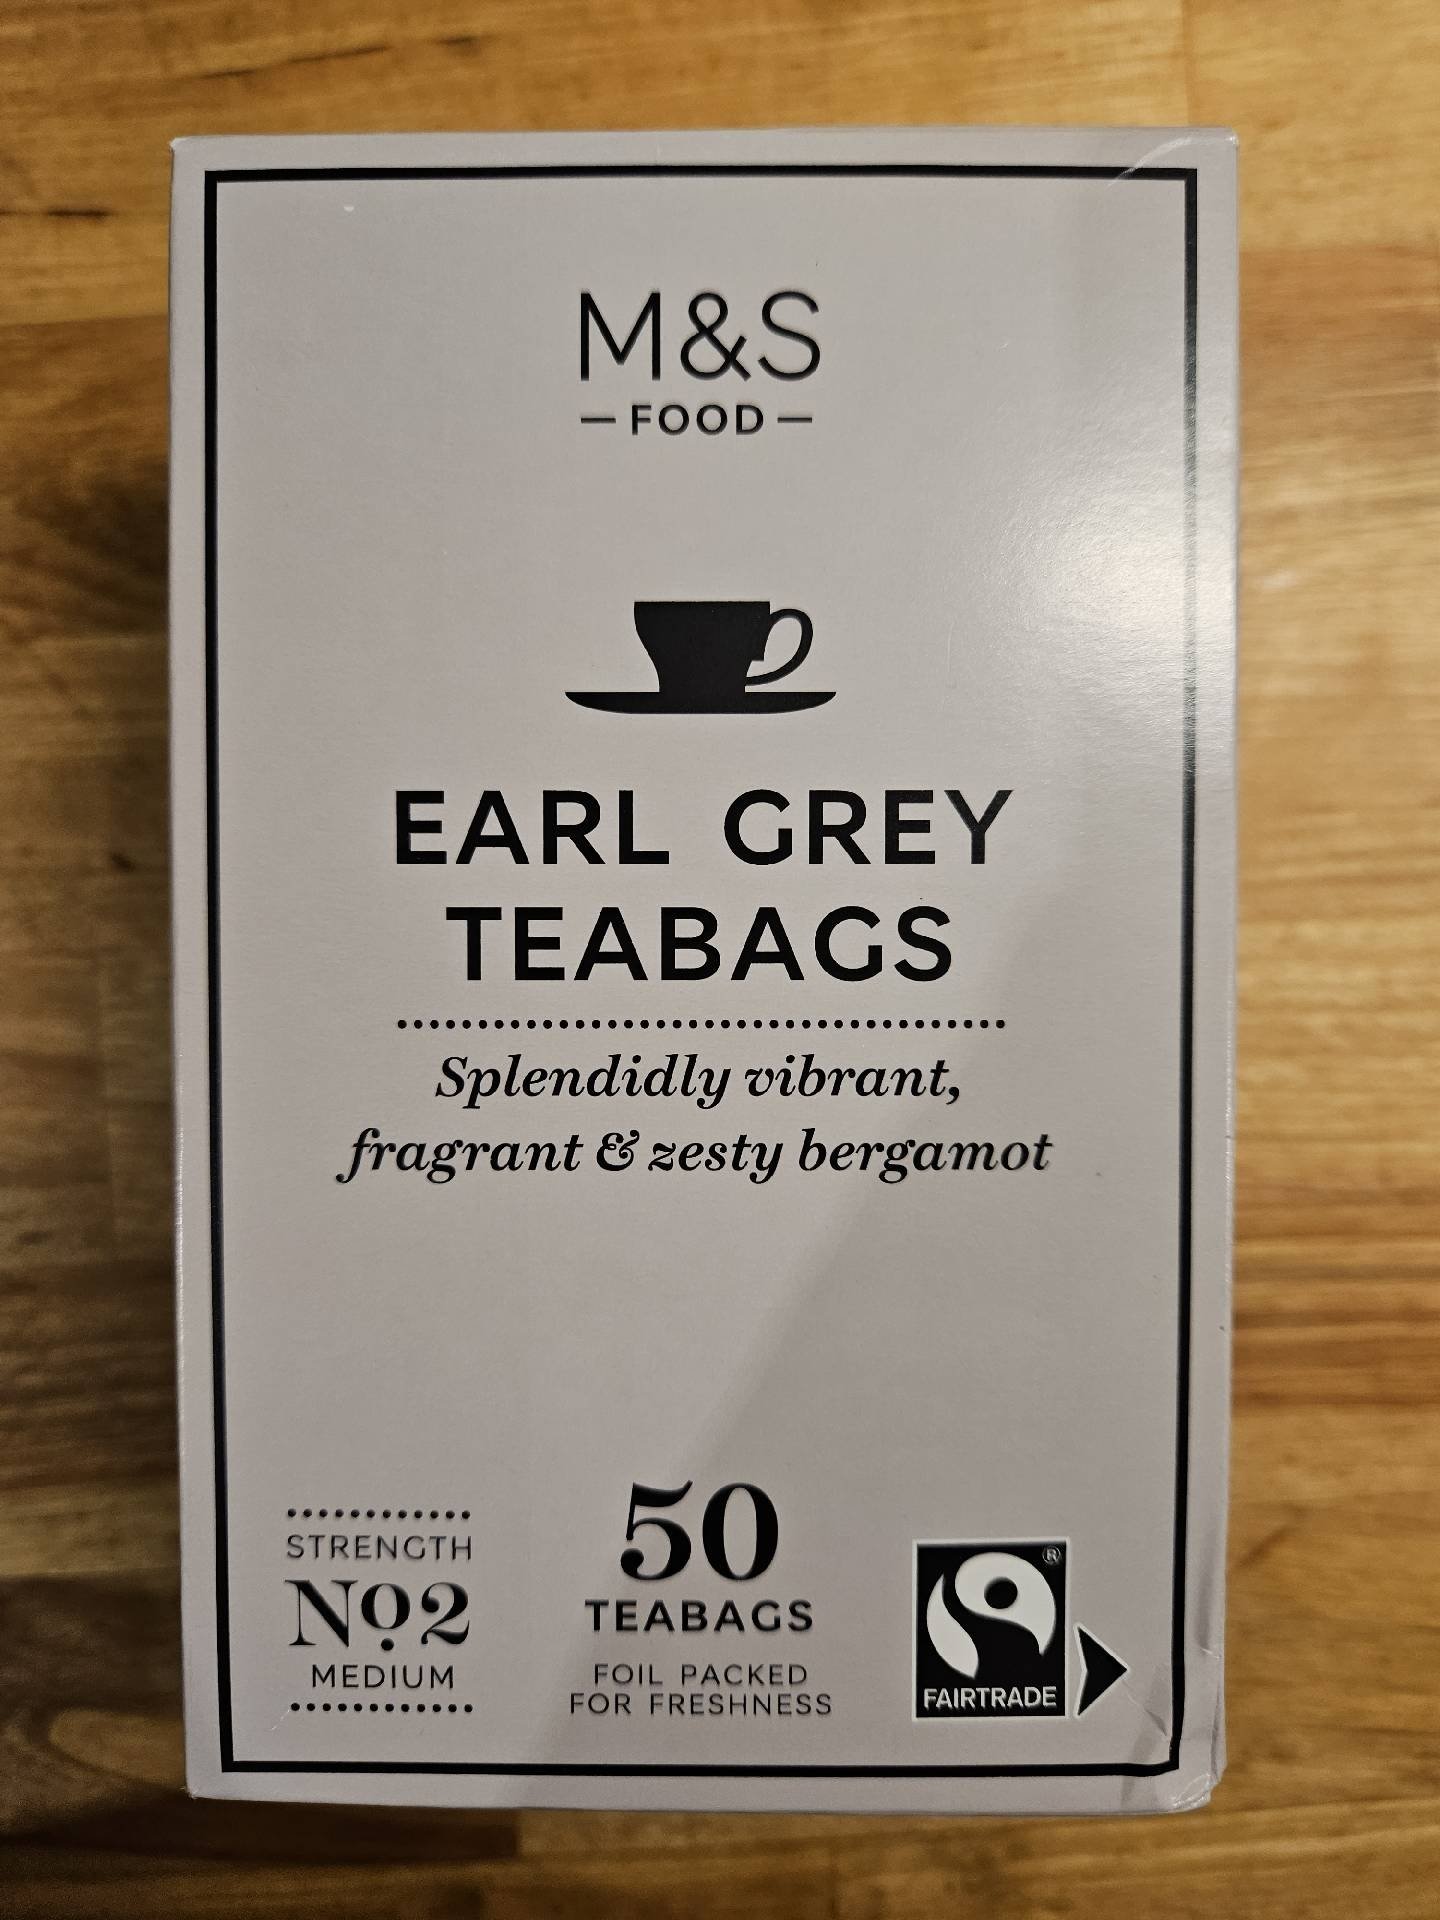 M&S
—FOOD—
EARL GREY
TEABAGS
Splendidly vibrant,
fragrant & zesty bergamot
STRENGTH
Nº2
MEDIUM
50
TEABAGS
FOIL PACKED
FOR FRESHNESS
®
FAIRTRADE